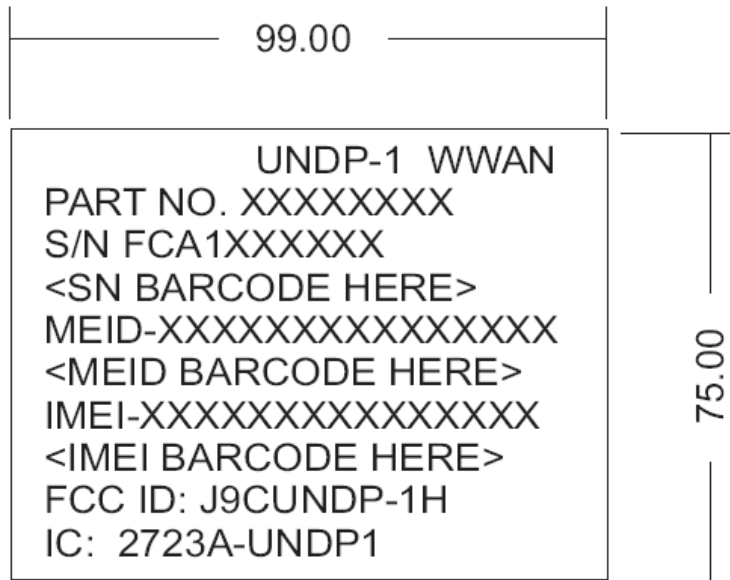 99.00
UNDP-1 WWAN
PART NO. XXXXXXXX
S/N FCA1XXXXXX
<SN BARCODE HERE>
MEID-XXXXXXXXXXXXXXX
<MEID BARCODE HERE>
IMEI-XXXXXXXXXXXXXXX
<IMEI BARCODE HERE>
FCC ID: J9CUNDP-1H
IC: 2723A-UNDP1
75.00